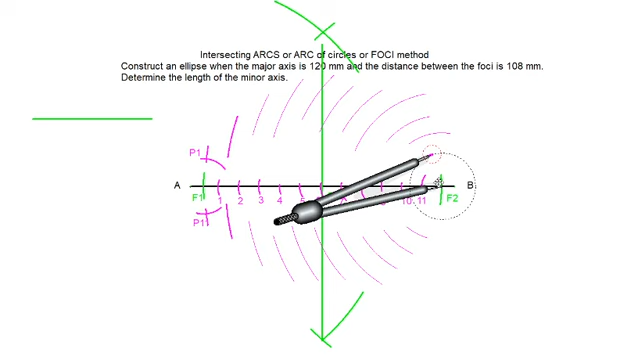 Intersecting ARCS or ARC of circles or FOCI method
Construct an ellipse when the major axis is 120 mm and the distance between the foci is 108 mm.
Determine the length of the minor axis.
P1
A B
F1 1 2 3 4 5 10 11 F2
P1